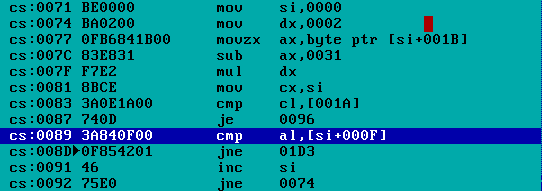 cs:0071 BE0000 mov si,0000
cs:0074 BA0200 mov dx,0002
cs:0077 0FB6841B00 movzx ax,byte ptr [si+001B]
cs:007C 83E831 sub ax,0031
cs:007F F7E2 mul dx
cs:0081 8BCE mov cx,si
cs:0083 3A0E1A00 cmp cl,[001A]
cs:0087 740D je 0096
cs:0089 3A840F00 cmp al,[si+000F]
cs:008D►0F854201 jne 01D3
cs:0091 46 inc si
cs:0092 75E0 jne 0074